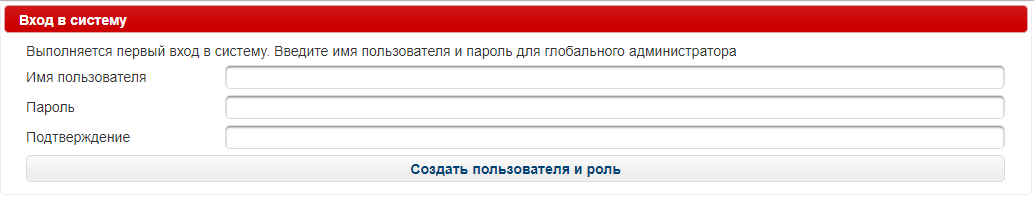 Вход в систему
Выполняется первый вход в систему. Введите имя пользователя и пароль для глобального администратора
Имя пользователя
Пароль
Подтверждение
Создать пользователя и роль